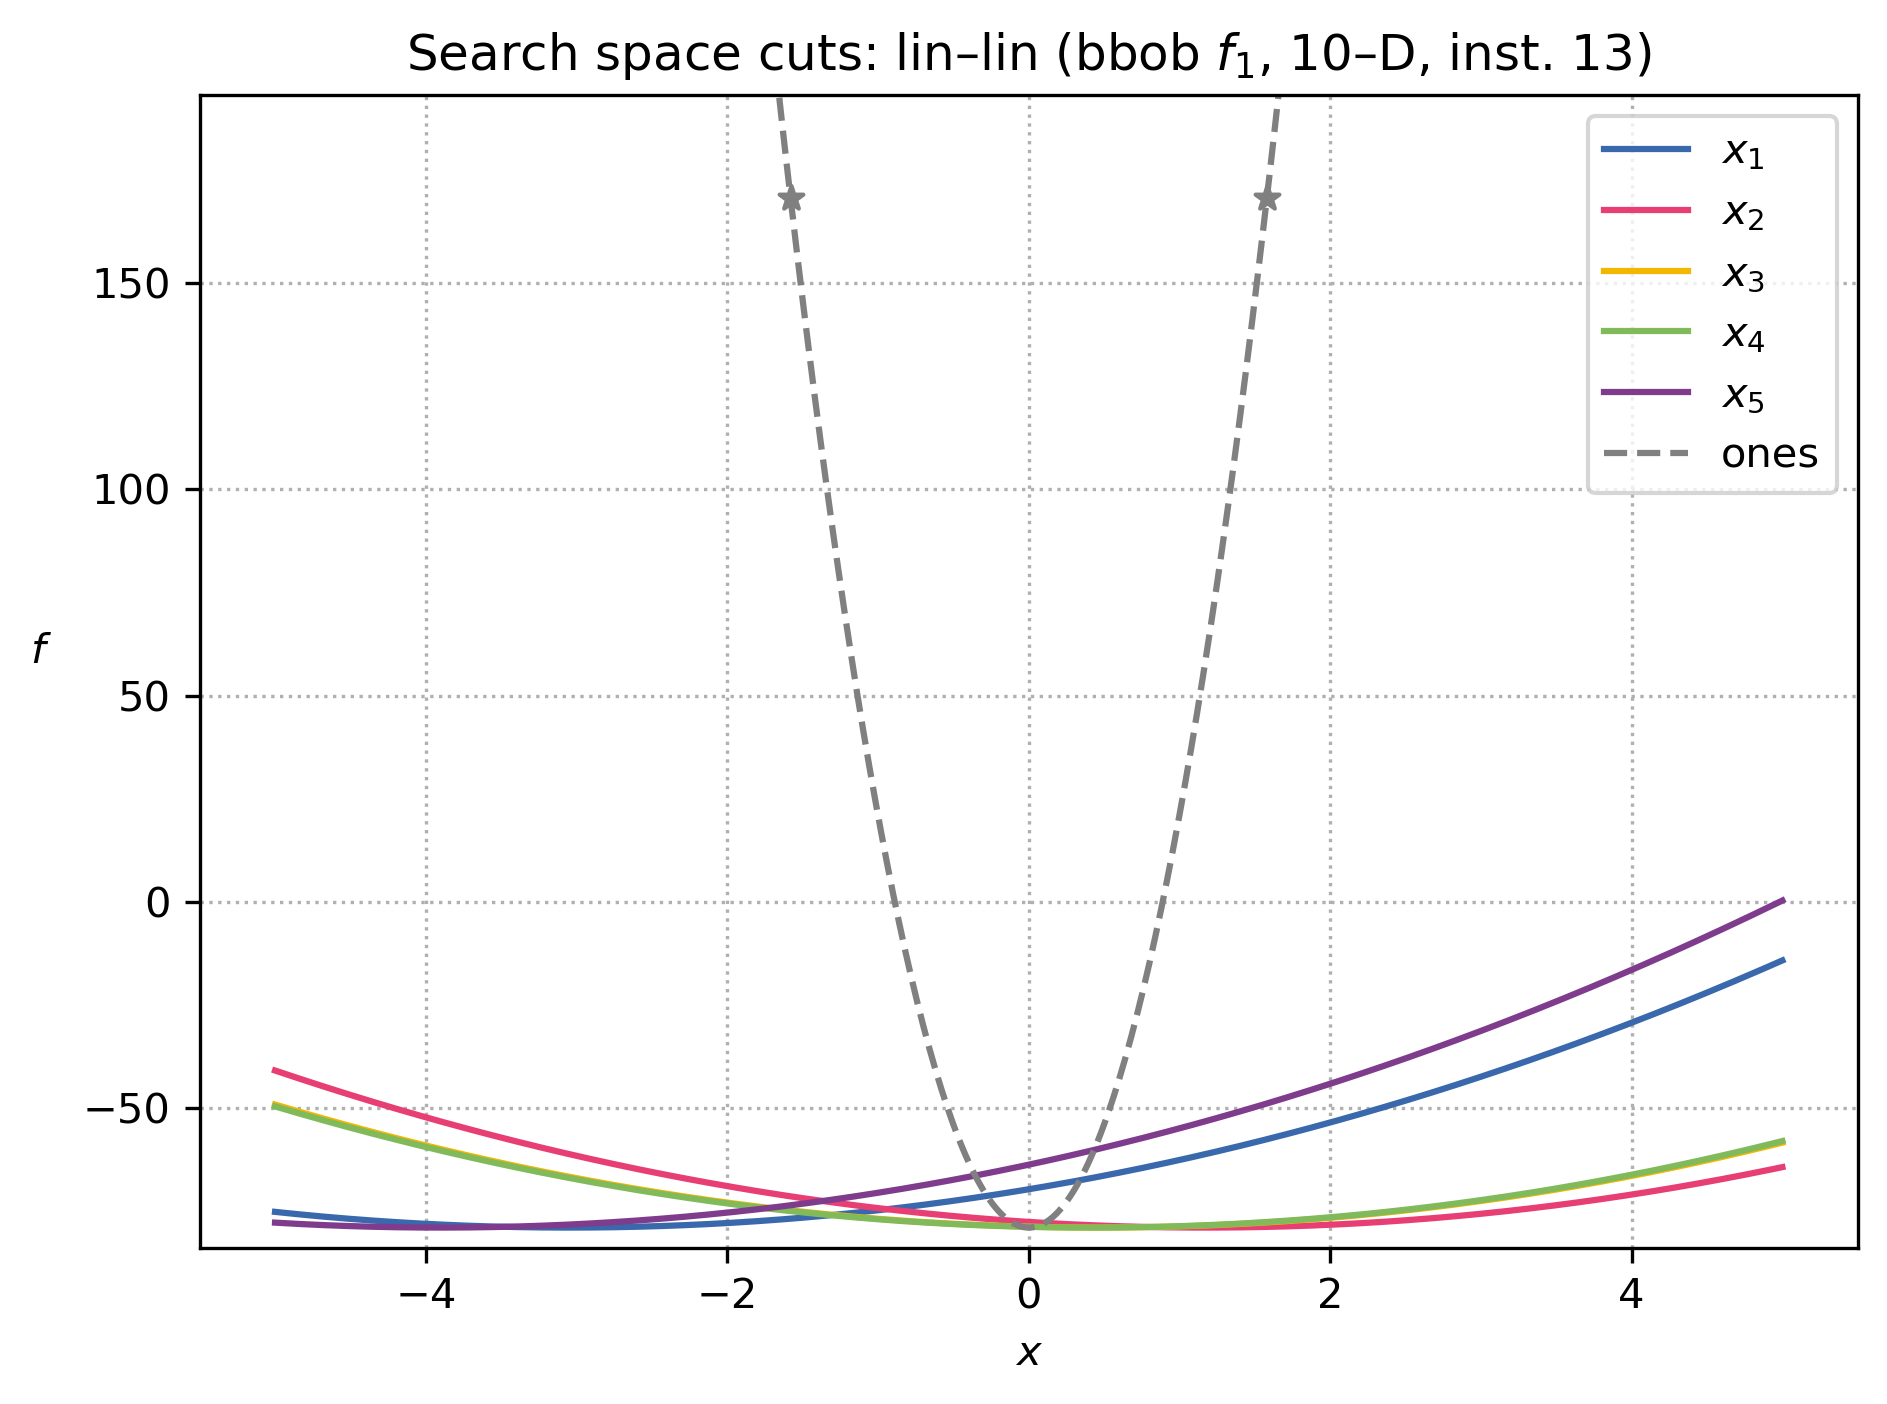 Search space cuts: lin–lin (bbob f₁, 10–D, inst. 13)
x₁
x₂
x₃
x₄
x₅
ones
150
100
50
0
−50
f
−4
−2
0
2
4
x